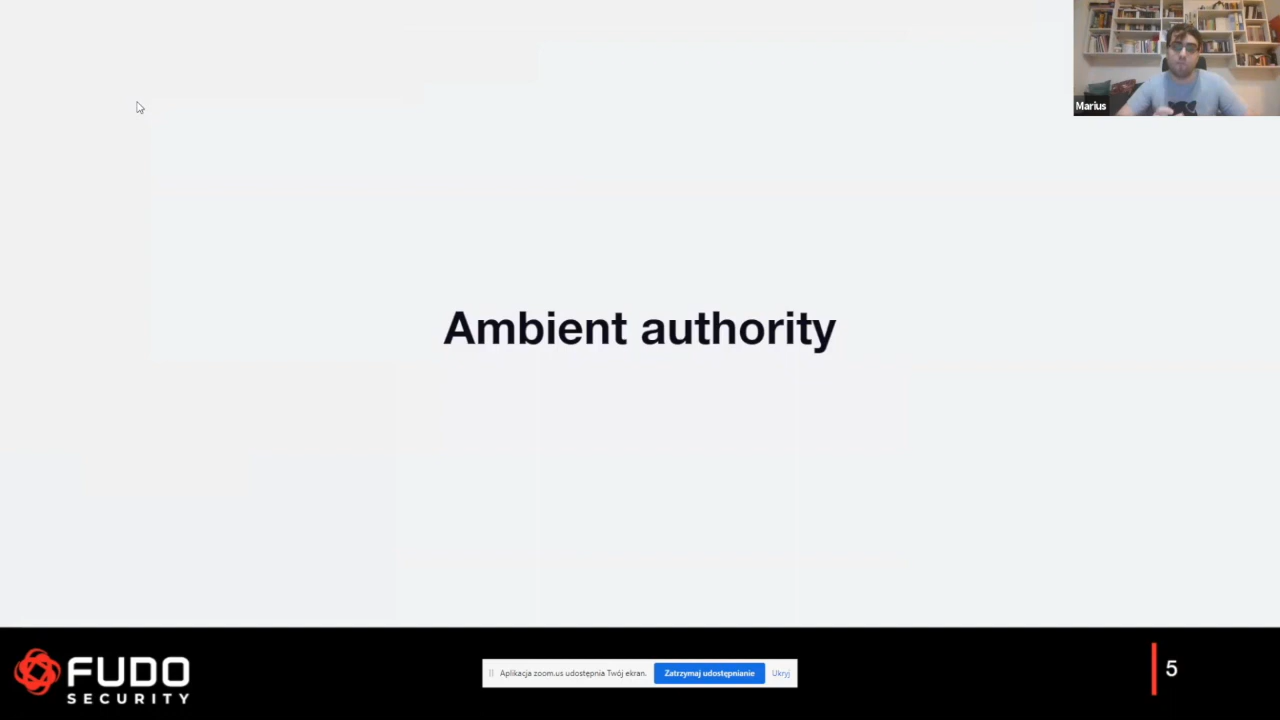 Marius
Ambient authority
FUDO
SECURITY
Aplikacja zoom.us udostępnia Twój ekran.
Zatrzymaj udostępnianie
Ukryj
5